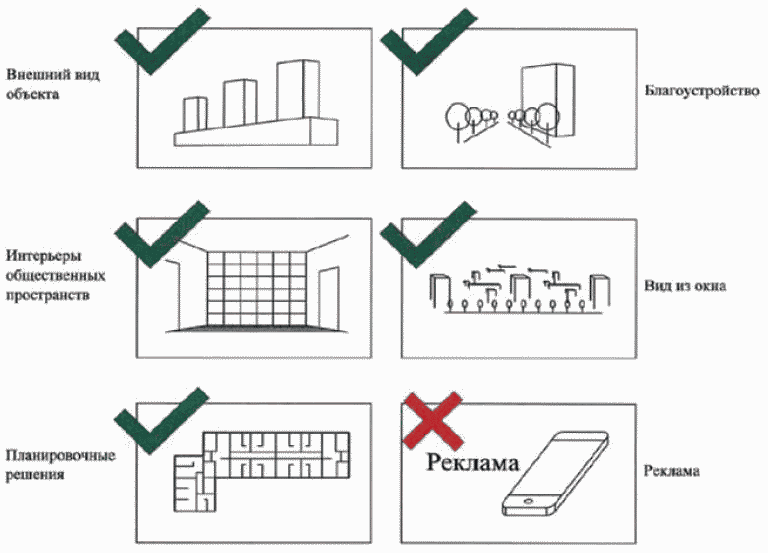 Внешний вид
объекта
Благоустройство
Интерьеры
общественных
пространств
Вид из окна
Планировочные
решения
Реклама
Реклама